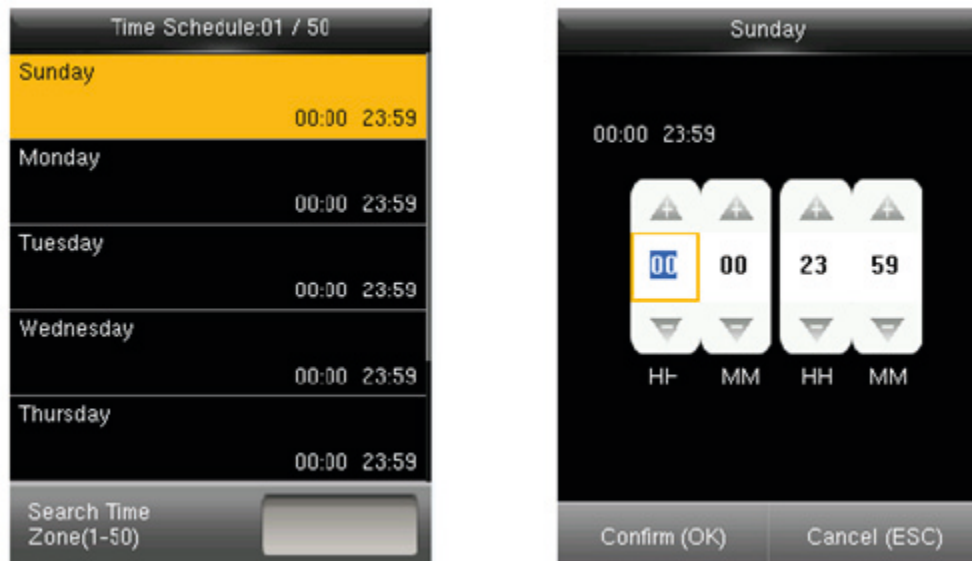 Time Schedule:01 / 50
Sunday
00:00 23:59
Monday
00:00 23:59
Tuesday
00:00 23:59
Wednesday
00:00 23:59
Thursday
00:00 23:59
Search Time
Zone(1-50)
Sunday
00:00 23:59
00 00 23 59
HH MM HH MM
Confirm (OK) Cancel (ESC)